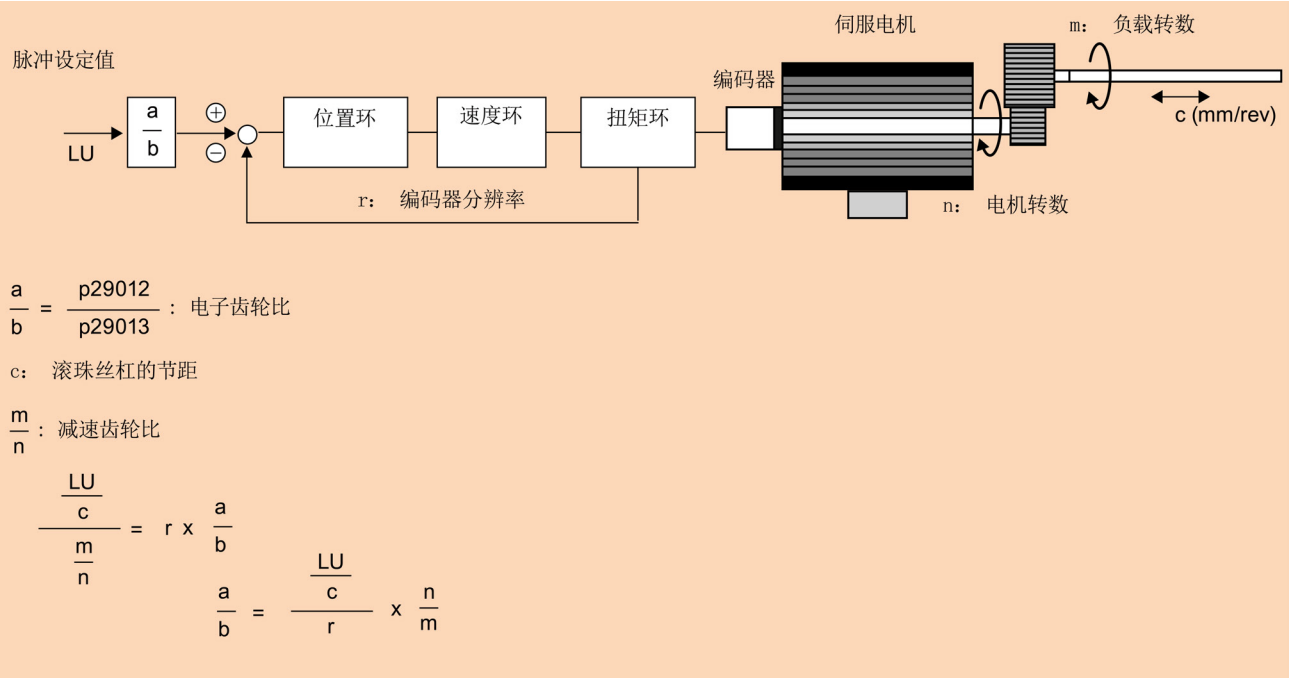 伺服电机
m： 负载转数
脉冲设定值
编码器
c (mm/rev)
a
b
⊕
⊖
LU
位置环
速度环
扭矩环
r： 编码器分辨率
n： 电机转数
a
b
=
p29012
p29013
: 电子齿轮比
c： 滚珠丝杠的节距
m
n
: 减速齿轮比
LU
c
m
n
= r x
a
b
a
b
=
LU
c
r
x
n
m